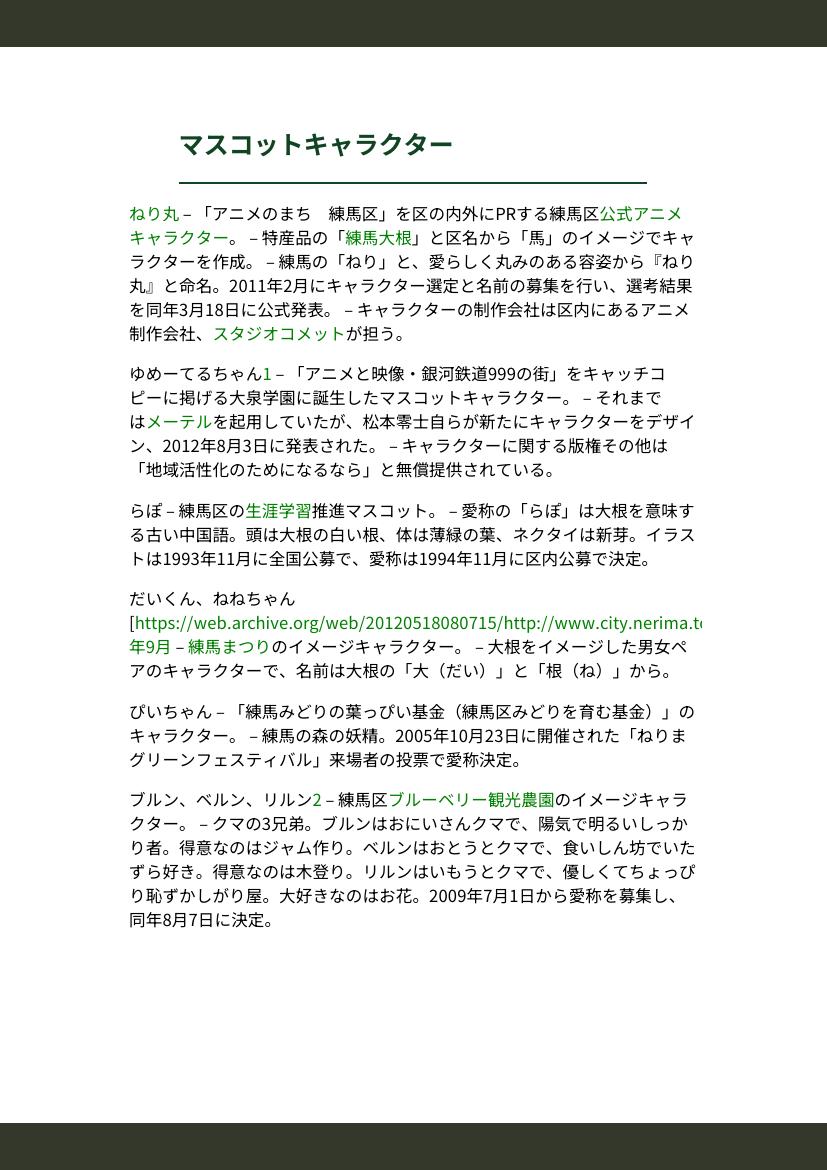 マスコットキャラクター
ねり丸 – 「アニメのまち　練馬区」を区の内外にPRする練馬区公式アニメ
キャラクター。 – 特産品の「練馬大根」と区名から「馬」のイメージでキャ
ラクターを作成。 – 練馬の「ねり」と、愛らしく丸みのある容姿から『ねり
丸』と命名。2011年2月にキャラクター選定と名前の募集を行い、選考結果
を同年3月18日に公式発表。 – キャラクターの制作会社は区内にあるアニメ
制作会社、スタジオコメットが担う。
ゆめーてるちゃん1 – 「アニメと映像・銀河鉄道999の街」をキャッチコ
ピーに掲げる大泉学園に誕生したマスコットキャラクター。 – それまで
はメーテルを起用していたが、松本零士自らが新たにキャラクターをデザイ
ン、2012年8月3日に発表された。 – キャラクターに関する版権その他は
「地域活性化のためになるなら」と無償提供されている。
らぽ – 練馬区の生涯学習推進マスコット。 – 愛称の「らぽ」は大根を意味す
る古い中国語。頭は大根の白い根、体は薄緑の葉、ネクタイは新芽。イラス
トは1993年11月に全国公募で、愛称は1994年11月に区内公募で決定。
だいくん、ねねちゃん
[https://web.archive.org/web/20120518080715/http://www.city.nerima.to
年9月 – 練馬まつりのイメージキャラクター。 – 大根をイメージした男女ペ
アのキャラクターで、名前は大根の「大（だい）」と「根（ね）」から。
ぴいちゃん – 「練馬みどりの葉っぴい基金（練馬区みどりを育む基金）」の
キャラクター。 – 練馬の森の妖精。2005年10月23日に開催された「ねりま
グリーンフェスティバル」来場者の投票で愛称決定。
ブルン、ベルン、リルン2 – 練馬区ブルーベリー観光農園のイメージキャラ
クター。 – クマの3兄弟。ブルンはおにいさんクマで、陽気で明るいしっか
り者。得意なのはジャム作り。ベルンはおとうとクマで、食いしん坊でいた
ずら好き。得意なのは木登り。リルンはいもうとクマで、優しくてちょっぴ
り恥ずかしがり屋。大好きなのはお花。2009年7月1日から愛称を募集し、
同年8月7日に決定。